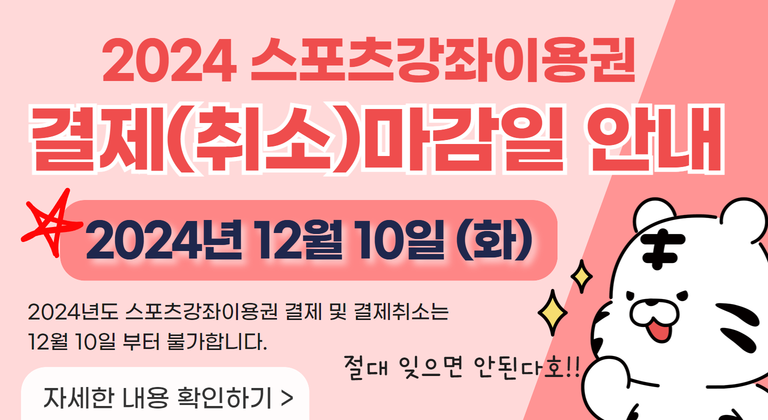 2024 스포츠강좌이용권
결제(취소)마감일 안내
2024년 12월 10일 (화)
2024년도 스포츠강좌이용권 결제 및 결제취소는
12월 10일 부터 불가합니다.
절대 잊으면 안된다호!!
자세한 내용 확인하기 >